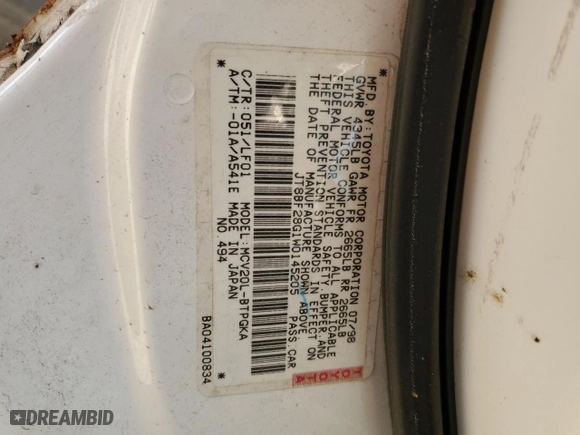 MFD BY: TOYOTA MOTOR CORPORATION 07/98
GVWR 4345LB GAWR FR 2665LB RR 2665LB
THIS VEHICLE CONFORMS TO ALL APPLICABLE
FEDERAL MOTOR VEHICLE SAFETY, BUMPER, AND
THEFT PREVENTION STANDARDS IN EFFECT ON
THE DATE OF MANUFACTURE SHOWN ABOVE
* JT8BF28G1W0145205 PASS.CAR *
TOYOTA
C/TR: 051/LF01 MODEL: MCV20L-BTPGKA
A/TM: -01A/A541E MADE IN JAPAN
NO. 494
* *
BA04100834
DREAMBID